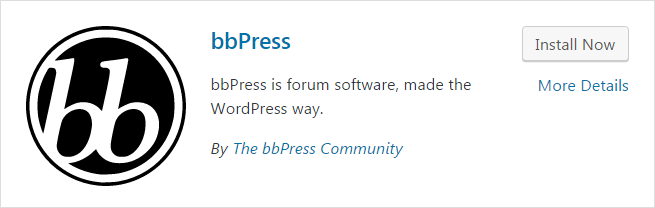 bb
bbPress
Install Now
bbPress is forum software, made the
More Details
WordPress way.
By The bbPress Community